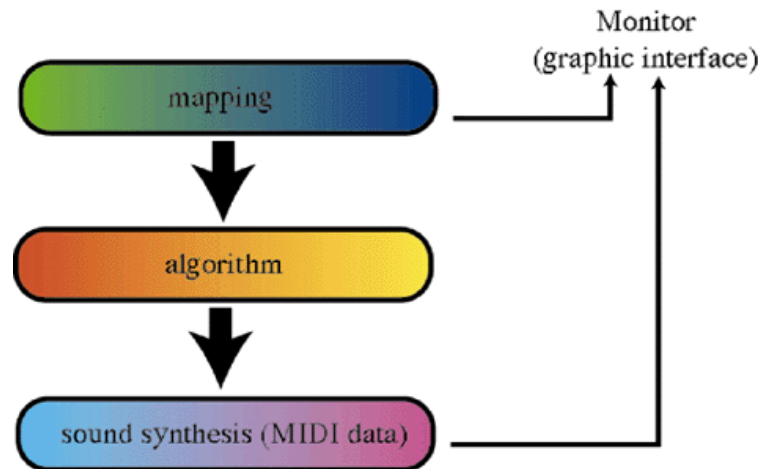 Monitor
(graphic interface)
mapping
algorithm
sound synthesis (MIDI data)